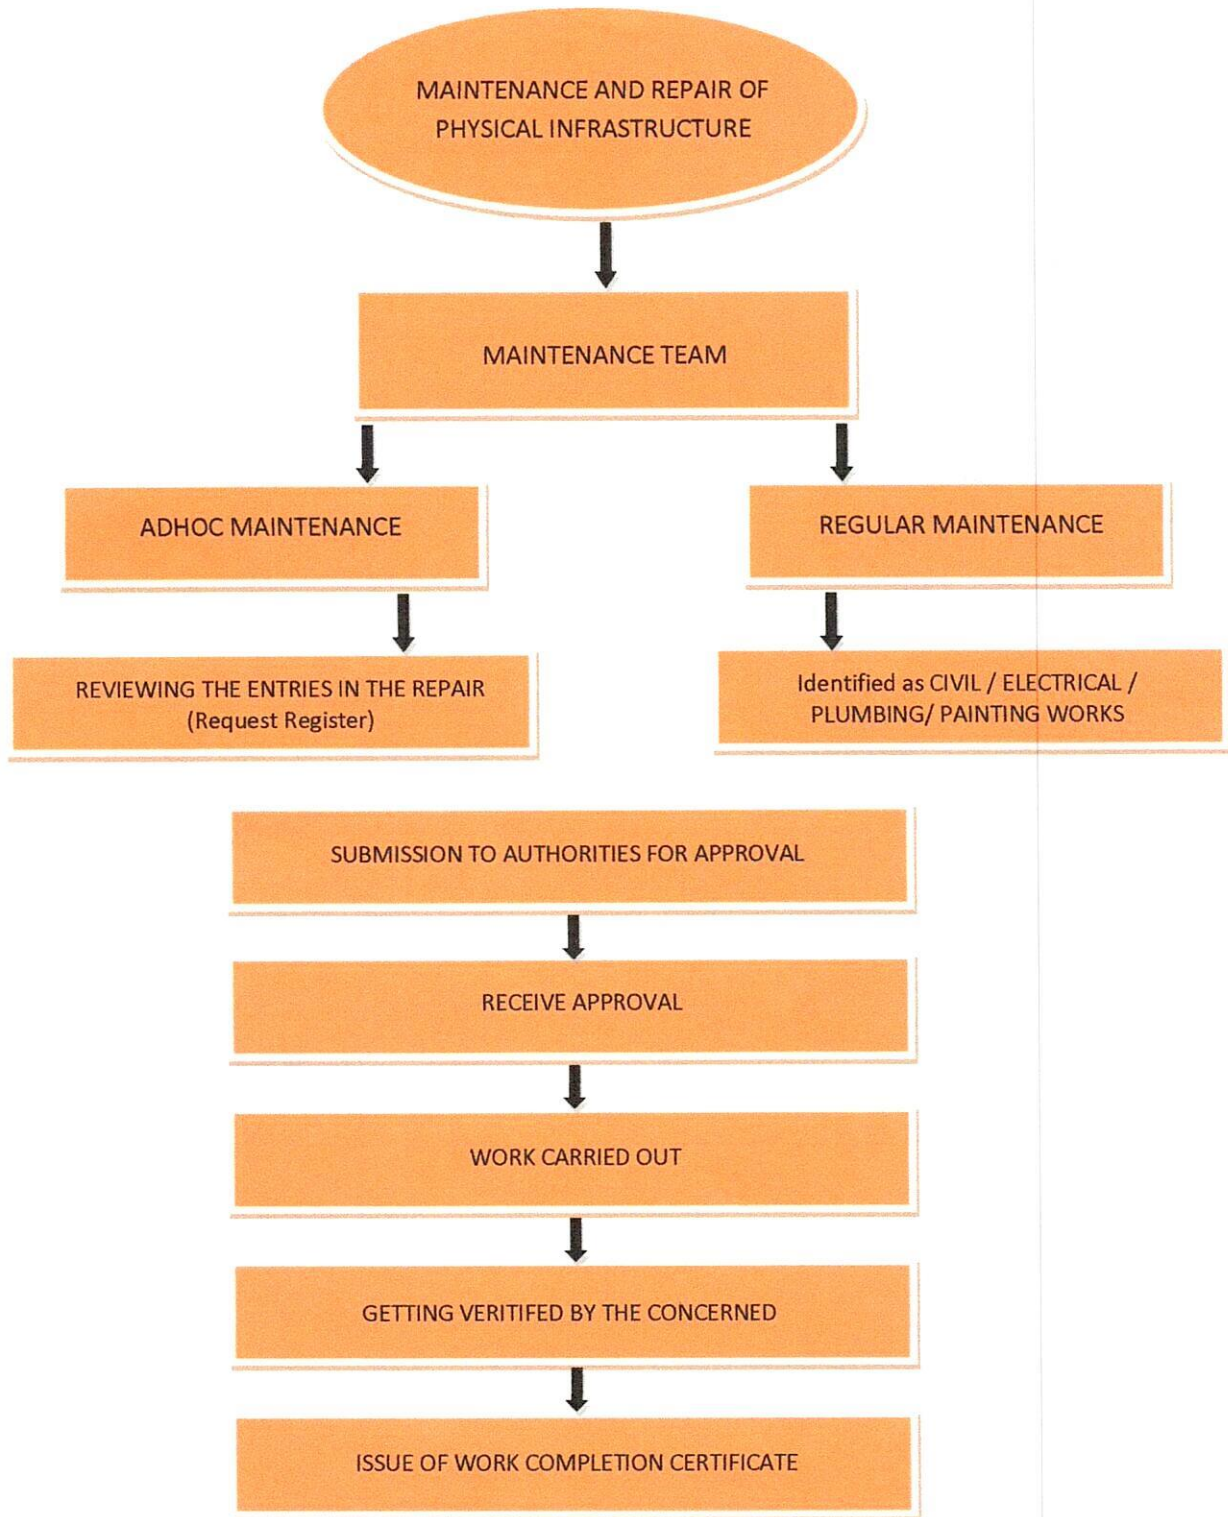 MAINTENANCE AND REPAIR OF
PHYSICAL INFRASTRUCTURE
MAINTENANCE TEAM
ADHOC MAINTENANCE
REGULAR MAINTENANCE
REVIEWING THE ENTRIES IN THE REPAIR
(Request Register)
Identified as CIVIL / ELECTRICAL /
PLUMBING/ PAINTING WORKS
SUBMISSION TO AUTHORITIES FOR APPROVAL
RECEIVE APPROVAL
WORK CARRIED OUT
GETTING VERITIFED BY THE CONCERNED
ISSUE OF WORK COMPLETION CERTIFICATE